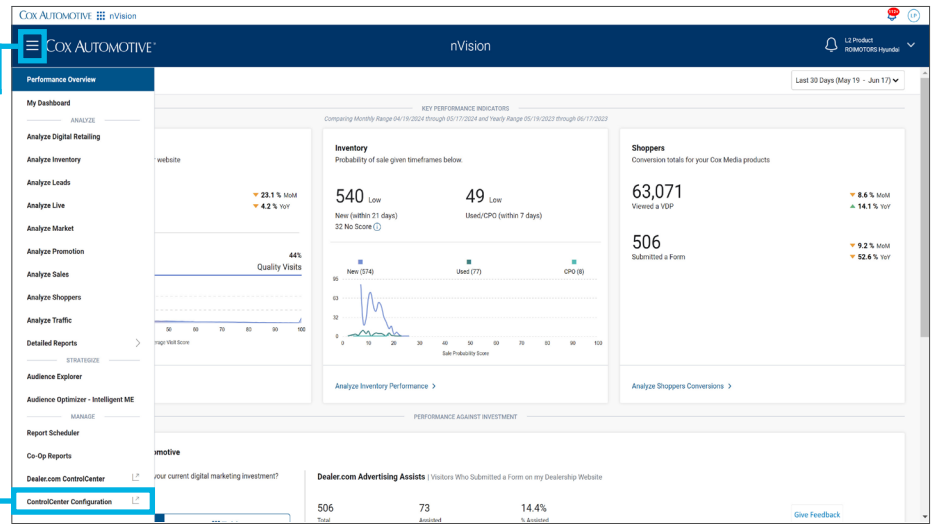 COX AUTOMOTIVE nVision
LP
COX AUTOMOTIVE
nVision
L2 Product
ROIMOTORS Hyundai
Performance Overview
My Dashboard
ANALYZE
Analyze Digital Retailing
Analyze Inventory
Analyze Leads
Analyze Live
Analyze Market
Analyze Promotion
Analyze Sales
Analyze Shoppers
Analyze Traffic
Detailed Reports
STRATEGIZE
Audience Explorer
Audience Optimizer - Intelligent ME
MANAGE
Report Scheduler
Co-Op Reports
Dealer.com ControlCenter
ControlCenter Configuration
Last 30 Days (May 19 - Jun 17)
KEY PERFORMANCE INDICATORS
Comparing Monthly Range 04/19/2024 through 05/17/2024 and Yearly Range 05/19/2023 through 06/17/2023
website
23.1 % MoM
4.2 % YoY
44%
Quality Visits
50 60 70 80 90 100
Visit Score
Inventory
Probability of sale given timeframes below.
540 Low
New (within 21 days)
32 No Score
49 Low
Used/CPO (within 7 days)
New (574)
Used (77)
CPO (8)
95
63
32
0
0 10 20 30 40 50 60 70 80 90 100
Sale Probability Score
Analyze Inventory Performance >
Shoppers
Conversion totals for your Cox Media products
63,071
Viewed a VDP
8.6 % MoM
14.1 % YoY
506
Submitted a Form
9.2 % MoM
52.6 % YoY
Analyze Shoppers Conversions >
PERFORMANCE AGAINST INVESTMENT
your current digital marketing investment?
Dealer.com Advertising Assists | Visitors Who Submitted a Form on my Dealership Website
506
Total
73
Assisted
14.4%
% Assisted
Give Feedback